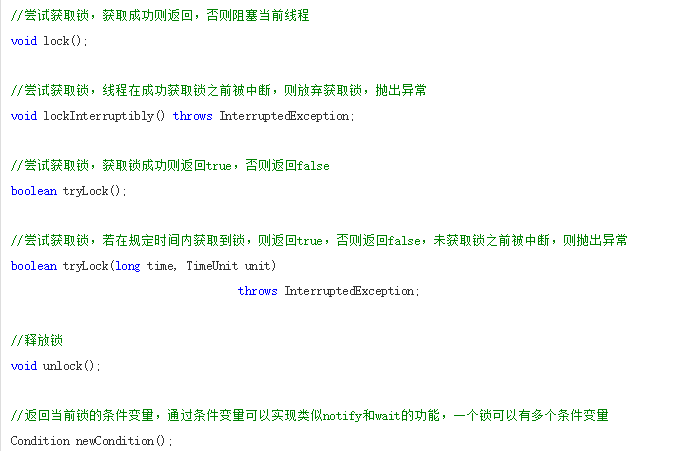 //尝试获取锁，获取成功则返回，否则阻塞当前线程
void lock();
//尝试获取锁，线程在成功获取锁之前被中断，则放弃获取锁，抛出异常
void lockInterruptibly() throws InterruptedException;
//尝试获取锁，获取锁成功则返回true，否则返回false
boolean tryLock();
//尝试获取锁，若在规定时间内获取到锁，则返回true，否则返回false，未获取锁之前被中断，则抛出异常
boolean tryLock(long time, TimeUnit unit)
throws InterruptedException;
//释放锁
void unlock();
//返回当前锁的条件变量，通过条件变量可以实现类似notify和wait的功能，一个锁可以有多个条件变量
Condition newCondition();